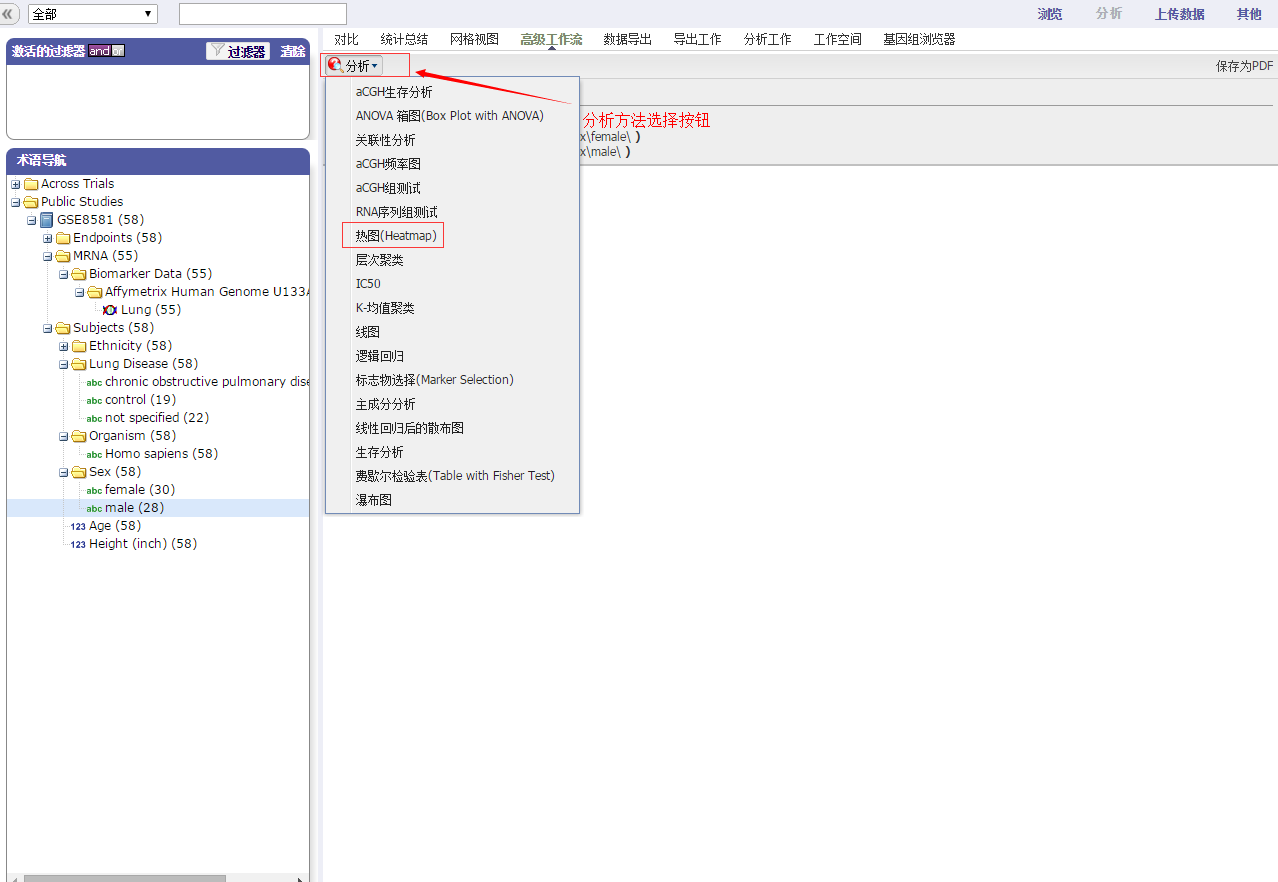 全部
浏览 分析 上传数据 其他
激活的过滤器 and or 过滤器 清除
对比 统计总结 网格视图 高级工作流 数据导出 导出工作 分析工作 工作空间 基因组浏览器
分析
保存为PDF
分析方法选择按钮
x\female\ )
x\male\ )
aCGH生存分析
ANOVA 箱图(Box Plot with ANOVA)
关联性分析
aCGH频率图
aCGH组测试
RNA序列组测试
热图(Heatmap)
层次聚类
IC50
K-均值聚类
线图
逻辑回归
标志物选择(Marker Selection)
主成分分析
线性回归后的散布图
生存分析
费歇尔检验表(Table with Fisher Test)
瀑布图
术语导航
Across Trials
Public Studies
GSE8581 (58)
Endpoints (58)
MRNA (55)
Biomarker Data (55)
Affymetrix Human Genome U133A
Lung (55)
Subjects (58)
Ethnicity (58)
Lung Disease (58)
abc chronic obstructive pulmonary dise
abc control (19)
abc not specified (22)
Organism (58)
abc Homo sapiens (58)
Sex (58)
abc female (30)
abc male (28)
123 Age (58)
123 Height (inch) (58)